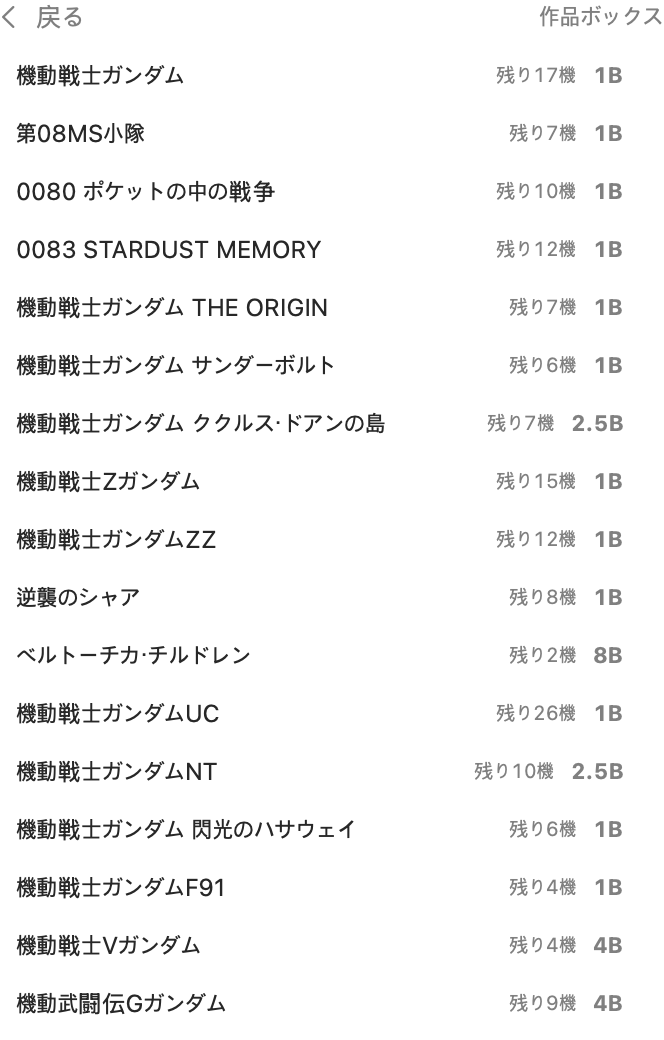 戻る 作品ボックス
機動戦士ガンダム 残り17機 1B
第08MS小隊 残り7機 1B
0080 ポケットの中の戦争 残り10機 1B
0083 STARDUST MEMORY 残り12機 1B
機動戦士ガンダム THE ORIGIN 残り7機 1B
機動戦士ガンダム サンダーボルト 残り6機 1B
機動戦士ガンダム ククルス·ドアンの島 残り7機 2.5B
機動戦士Zガンダム 残り15機 1B
機動戦士ガンダムZZ 残り12機 1B
逆襲のシャア 残り8機 1B
ベルトーチカ·チルドレン 残り2機 8B
機動戦士ガンダムUC 残り26機 1B
機動戦士ガンダムNT 残り10機 2.5B
機動戦士ガンダム 閃光のハサウェイ 残り6機 1B
機動戦士ガンダムF91 残り4機 1B
機動戦士Vガンダム 残り4機 4B
機動武闘伝Gガンダム 残り9機 4B